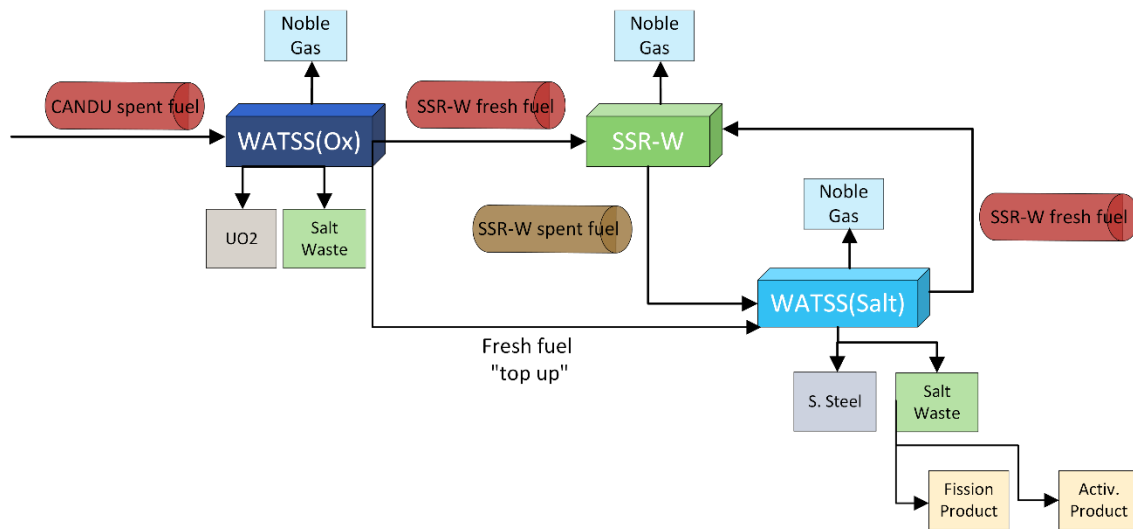 Noble
Gas
Noble
Gas
CANDU spent fuel
SSR-W fresh fuel
WATSS(Ox)
SSR-W
Noble
Gas
SSR-W fresh fuel
SSR-W spent fuel
UO2
Salt
Waste
WATSS(Salt)
Fresh fuel
"top up"
S. Steel
Salt
Waste
Fission
Product
Activ.
Product